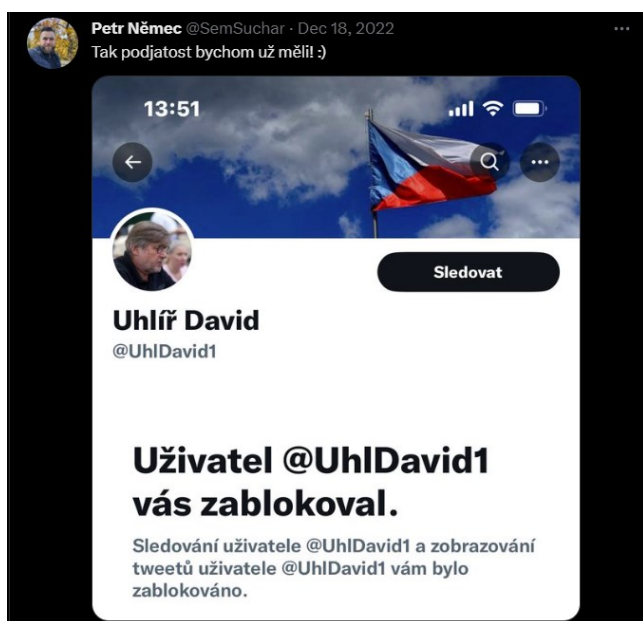 Petr Němec @SemSuchar · Dec 18, 2022
Tak podjatost bychom už měli! :)
13:51
Sledovat
Uhlíř David
@UhlDavid1
Uživatel @UhlDavid1
vás zablokoval.
Sledování uživatele @UhlDavid1 a zobrazování
tweetů uživatele @UhlDavid1 vám bylo
zablokováno.